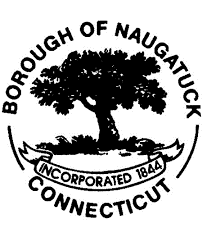 BOROUGH OF NAUGATUCK
INCORPORATED 1844
CONNECTICUT